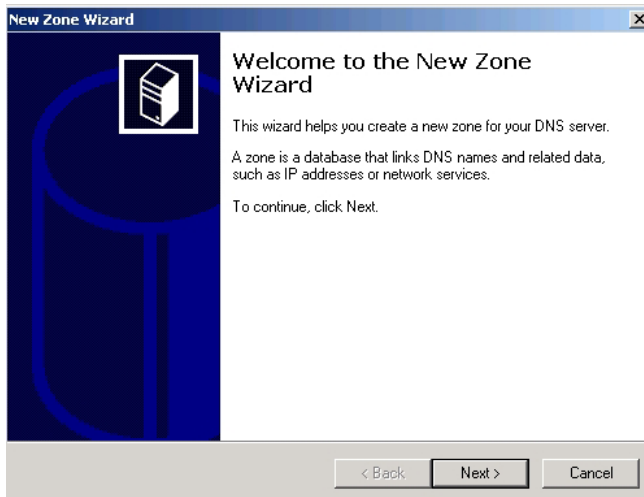 New Zone Wizard
Welcome to the New Zone
Wizard
This wizard helps you create a new zone for your DNS server.
A zone is a database that links DNS names and related data,
such as IP addresses or network services.
To continue, click Next.
< Back
Next >
Cancel